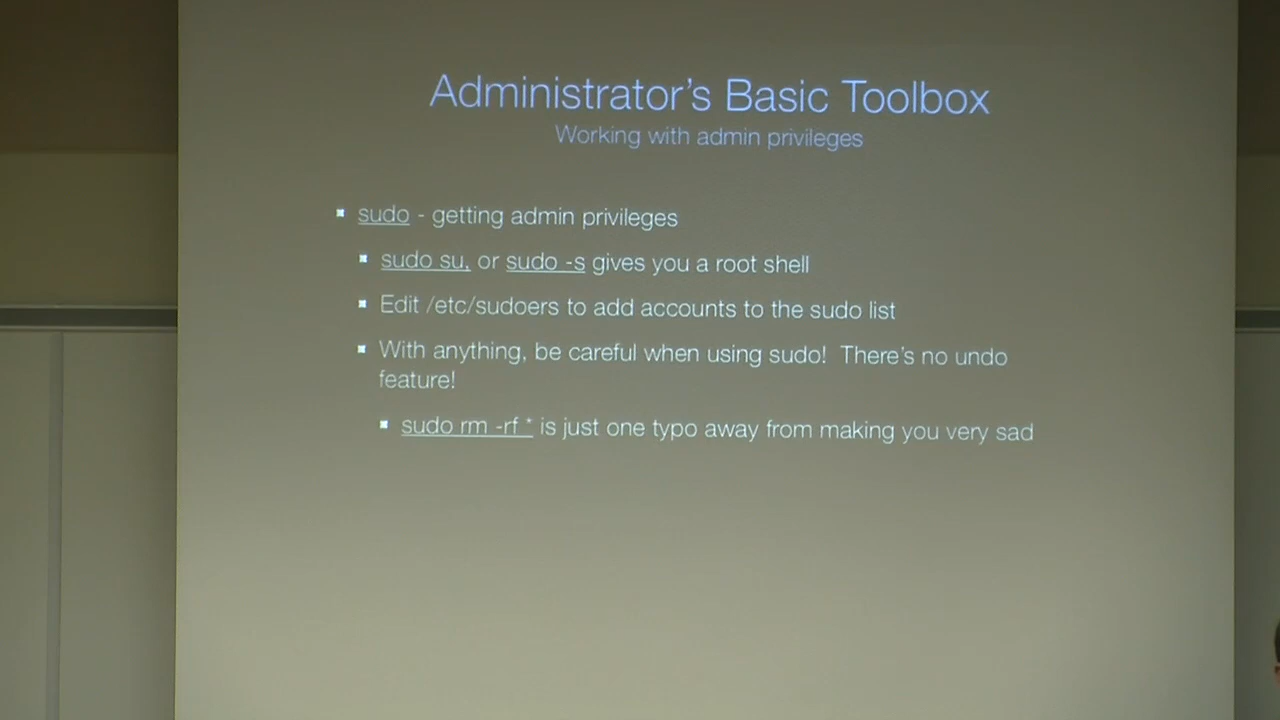 Administrator's Basic Toolbox
Working with admin privileges
sudo - getting admin privileges
sudo su, or sudo -s gives you a root shell
Edit /etc/sudoers to add accounts to the sudo list
With anything, be careful when using sudo! There's no undo
feature!
sudo rm -rf * is just one typo away from making you very sad